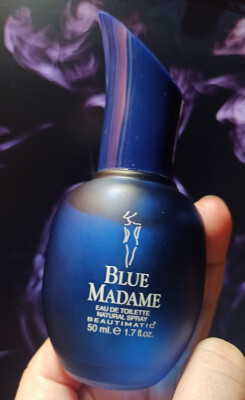 BLUE
MADAME
EAU DE TOILETTE
NATURAL SPRAY
BEAUTIMATIC®
50 ml. ℮ 1.7 fl.oz.